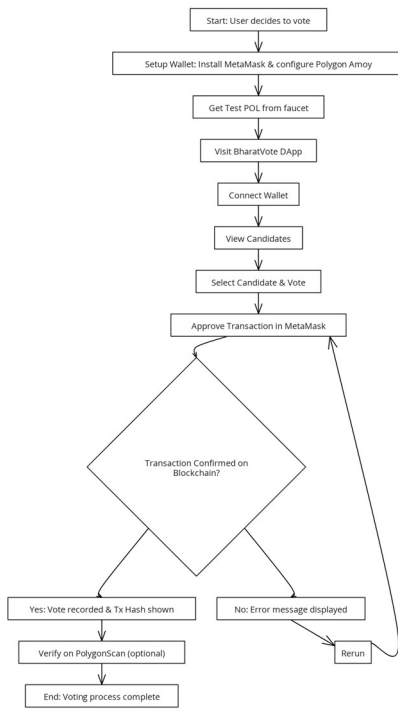 Start: User decides to vote
Setup Wallet: Install MetaMask & configure Polygon Amoy
Get Test POL from faucet
Visit BharatVote DApp
Connect Wallet
View Candidates
Select Candidate & Vote
Approve Transaction in MetaMask
Transaction Confirmed on
Blockchain?
Yes: Vote recorded & Tx Hash shown
No: Error message displayed
Verify on PolygonScan (optional)
Rerun
End: Voting process complete